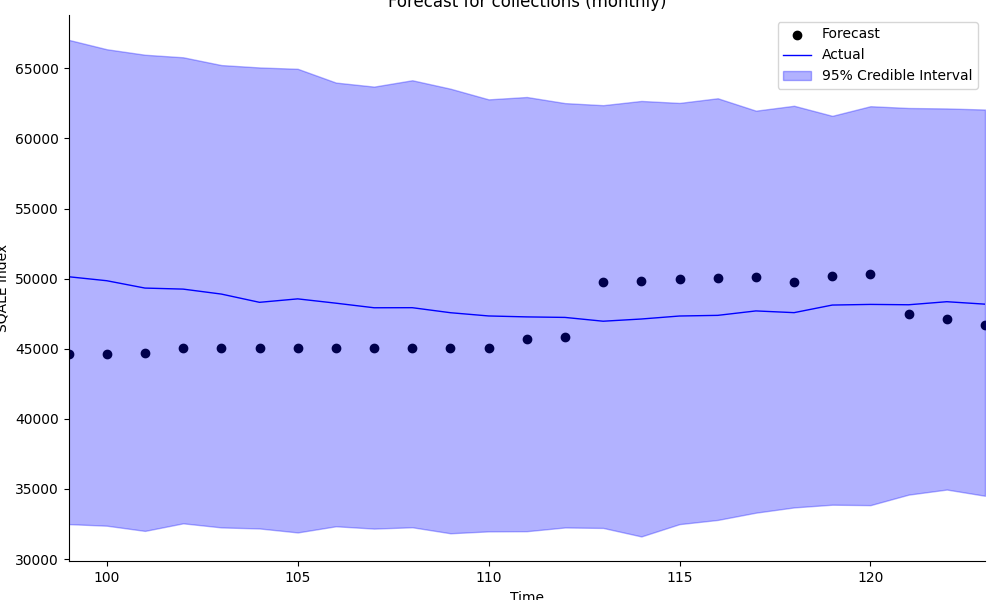 Forecast for collections (monthly)
Forecast
Actual
95% Credible Interval
65000
60000
55000
50000
45000
40000
35000
30000
SQALE Index
100
105
110
115
120
Time